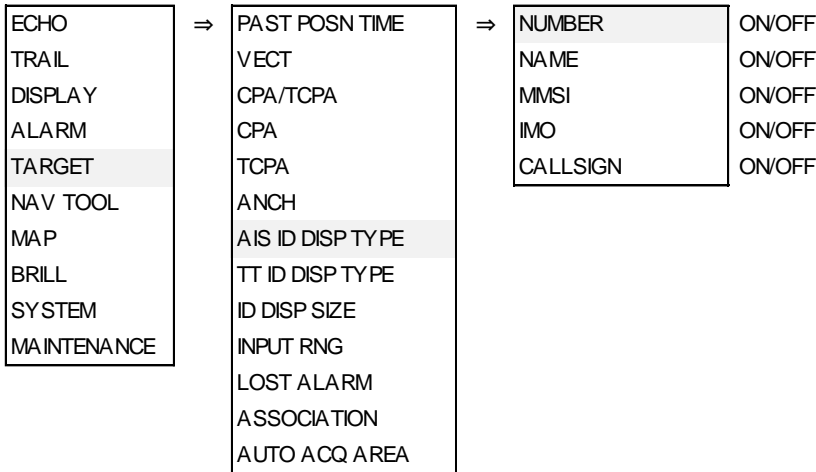 ECHO ⇒ PAST POSN TIME ⇒ NUMBER ON/OFF
TRAIL VECT NAME ON/OFF
DISPLAY CPA/TCPA MMSI ON/OFF
ALARM CPA IMO ON/OFF
TARGET TCPA CALLSIGN ON/OFF
NAV TOOL ANCH
MAP AIS ID DISP TYPE
BRILL TT ID DISP TYPE
SYSTEM ID DISP SIZE
MAINTENANCE INPUT RNG
LOST ALARM
ASSOCIATION
AUTO ACQ AREA